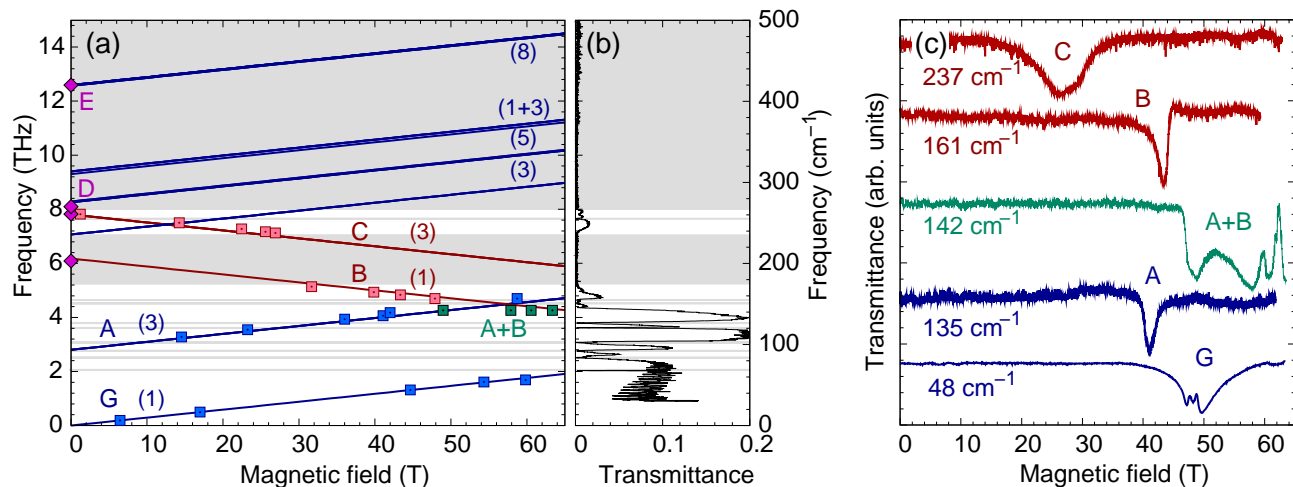 (a)
14
12
10
8
6
4
2
0
Frequency (THz)
(8)
E
(1+3)
(5)
D
(3)
C
(3)
B
(1)
A
(3)
A+B
G
(1)
0 10 20 30 40 50 60
Magnetic field (T)
(b)
500
400
300
200
100
0
Frequency (cm⁻¹)
0 0.1 0.2
Transmittance
(c)
C
237 cm⁻¹
B
161 cm⁻¹
A+B
142 cm⁻¹
A
135 cm⁻¹
G
48 cm⁻¹
Transmittance (arb. units)
0 10 20 30 40 50 60
Magnetic field (T)